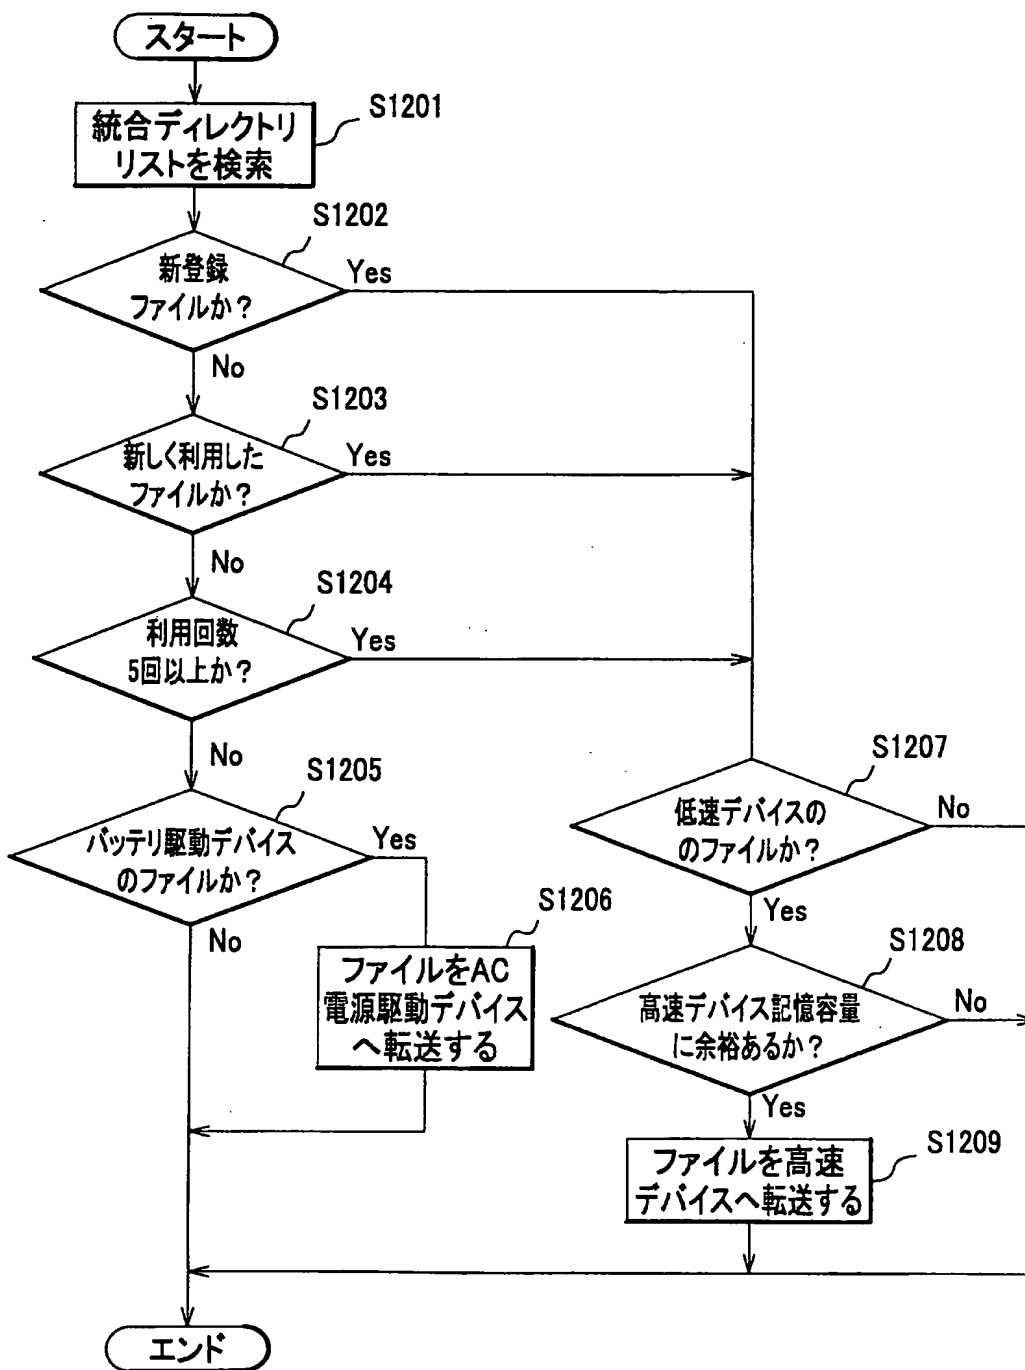 スタート
S1201
統合ディレクトリ
リストを検索
S1202
新登録
ファイルか？
Yes
No
S1203
新しく利用した
ファイルか？
Yes
No
S1204
利用回数
5回以上か？
Yes
No
S1205
バッテリ駆動デバイス
のファイルか？
Yes
No
S1206
ファイルをAC
電源駆動デバイス
へ転送する
S1207
低速デバイスの
のファイルか？
No
Yes
S1208
高速デバイス記憶容量
に余裕あるか？
No
Yes
S1209
ファイルを高速
デバイスへ転送する
エンド